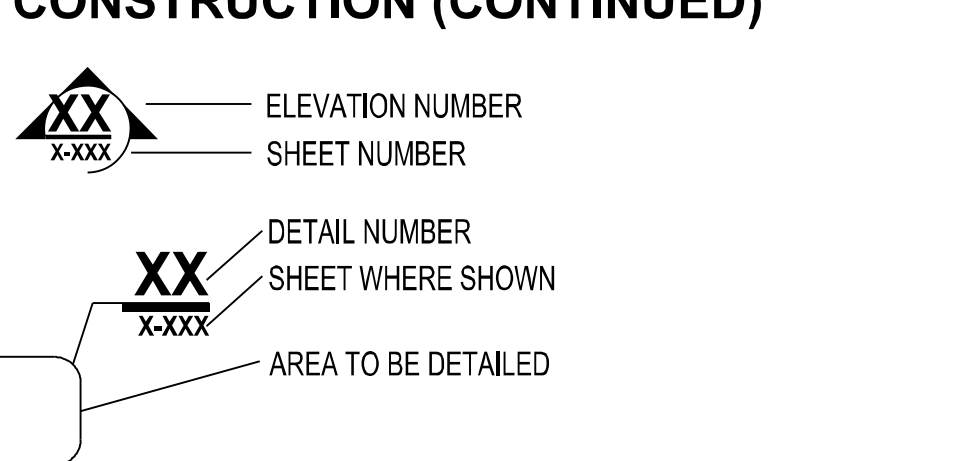 CONSTRUCTION (CONTINUED)
XX
X-XXX
ELEVATION NUMBER
SHEET NUMBER
XX
X-XXX
DETAIL NUMBER
SHEET WHERE SHOWN
AREA TO BE DETAILED